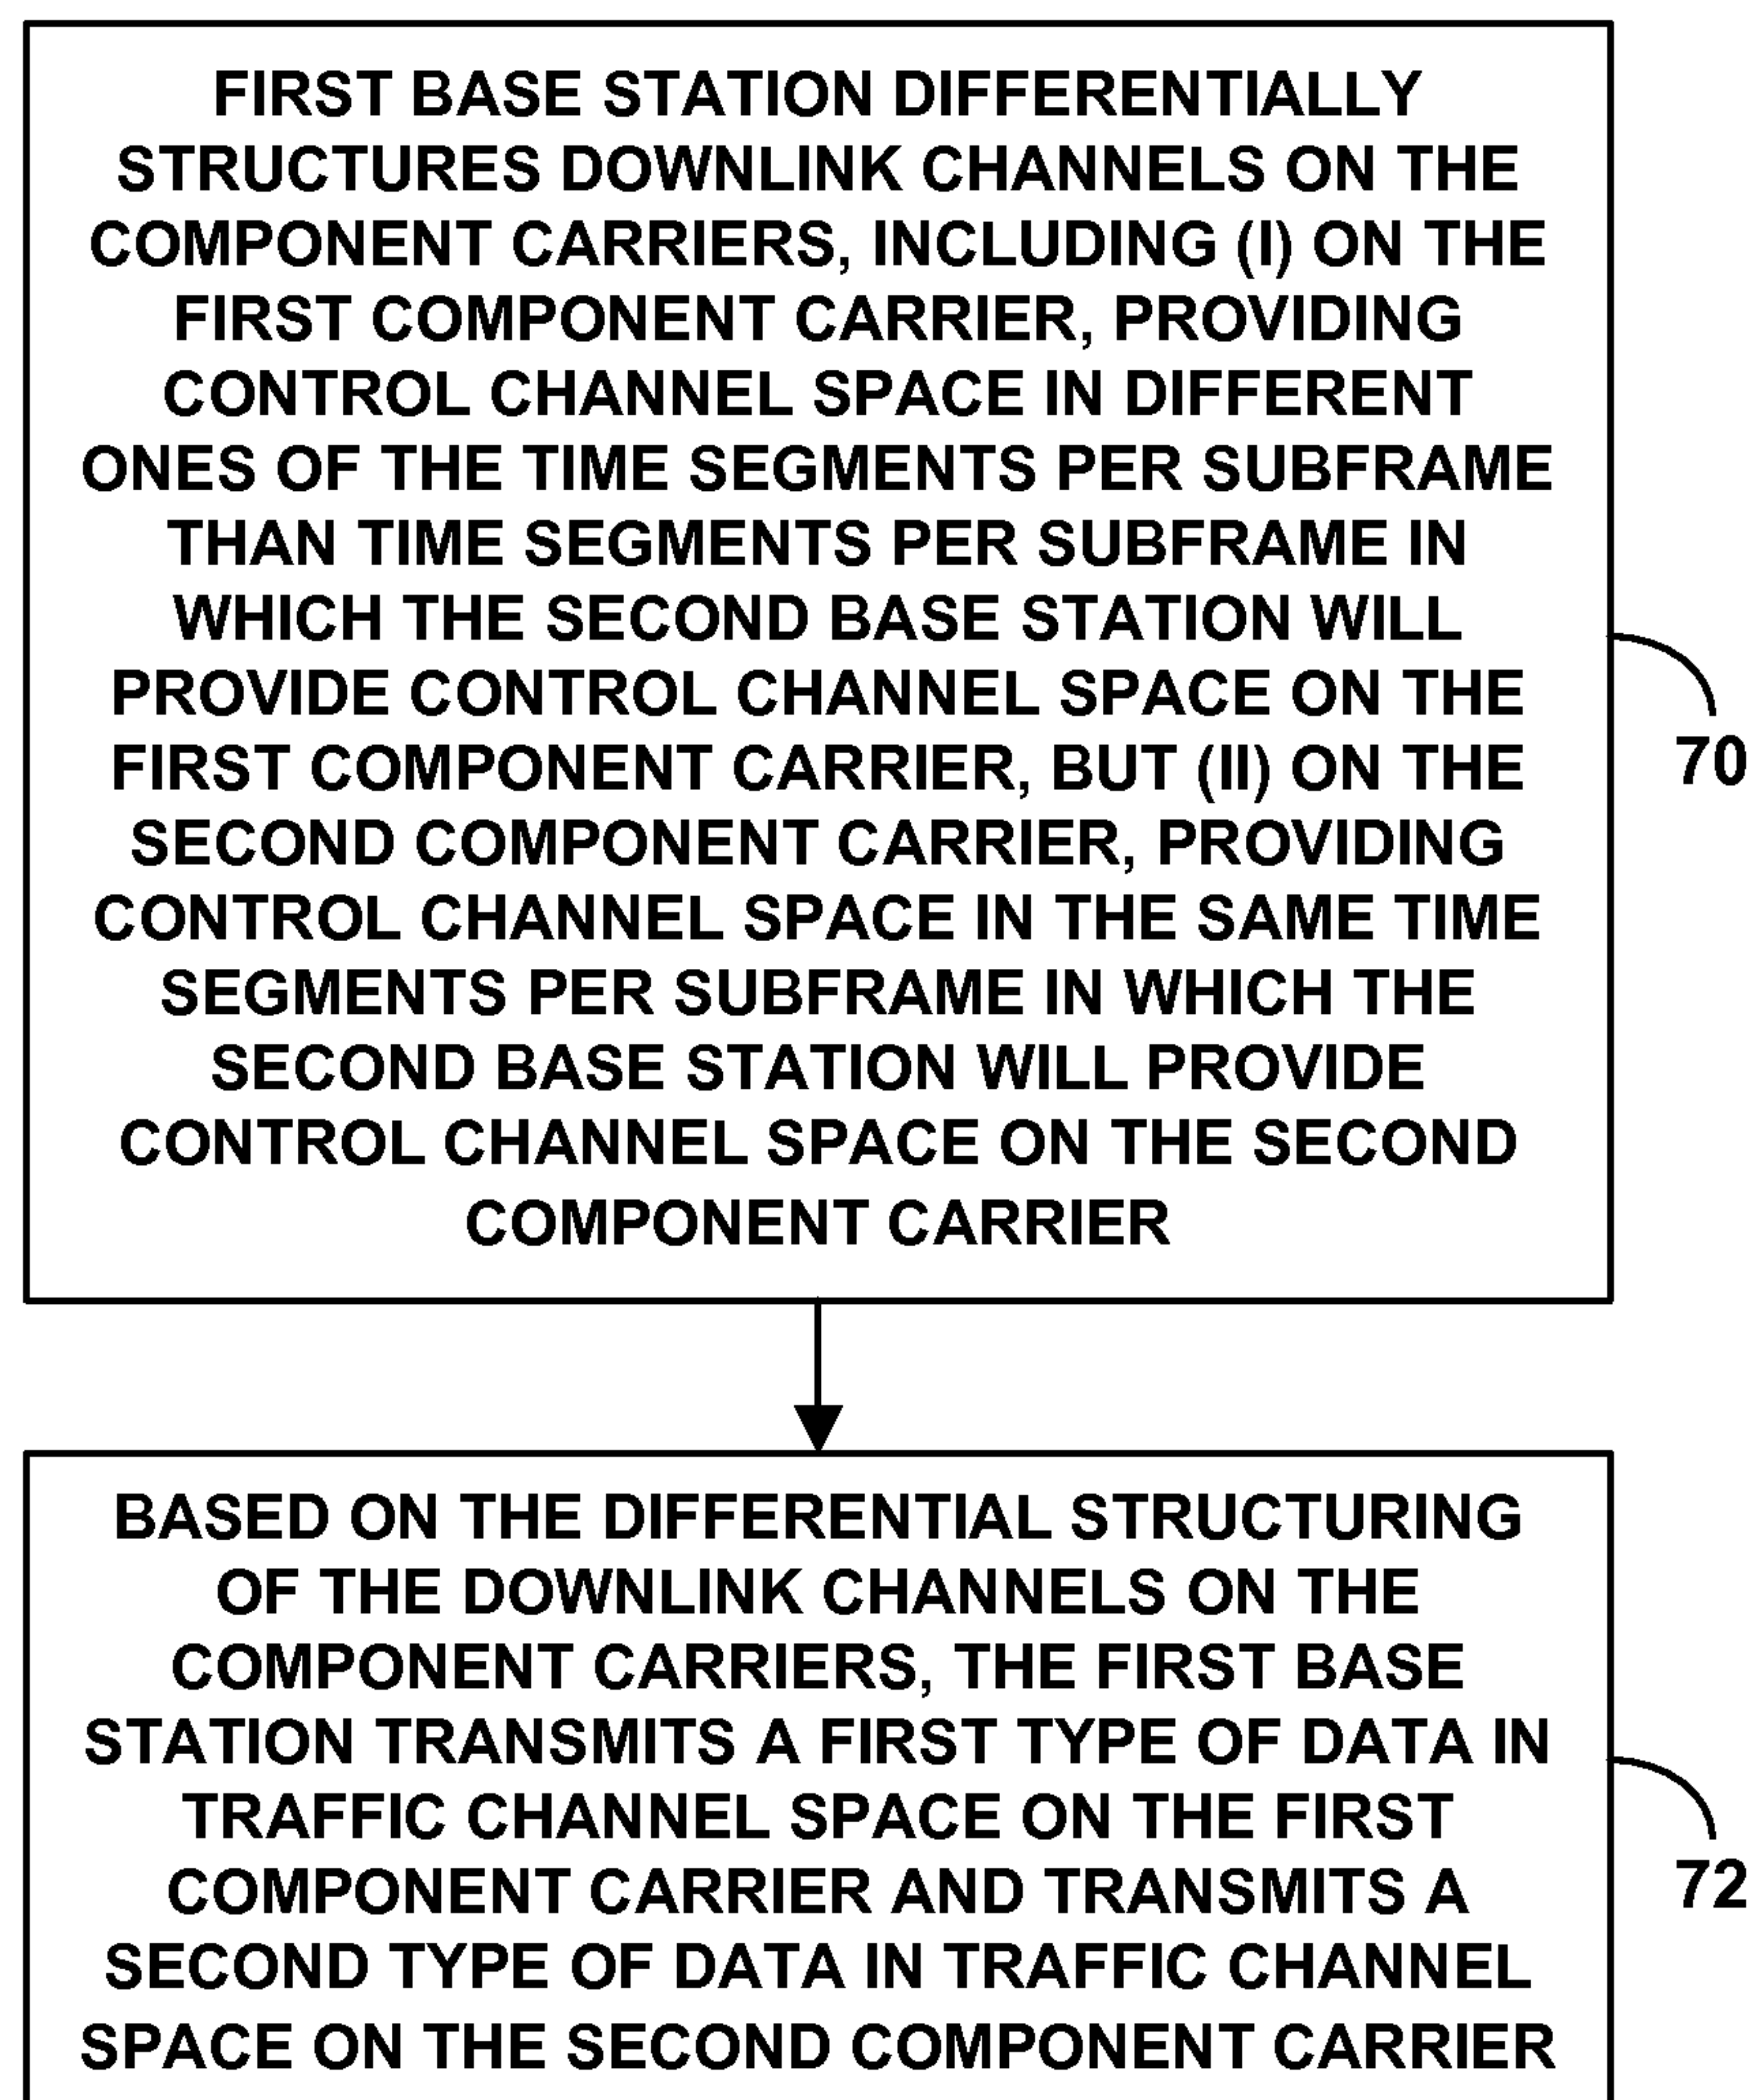 FIRST BASE STATION DIFFERENTIALLY
STRUCTURES DOWNLINK CHANNELS ON THE
COMPONENT CARRIERS, INCLUDING (I) ON THE
FIRST COMPONENT CARRIER, PROVIDING
CONTROL CHANNEL SPACE IN DIFFERENT
ONES OF THE TIME SEGMENTS PER SUBFRAME
THAN TIME SEGMENTS PER SUBFRAME IN
WHICH THE SECOND BASE STATION WILL
PROVIDE CONTROL CHANNEL SPACE ON THE
FIRST COMPONENT CARRIER, BUT (II) ON THE
SECOND COMPONENT CARRIER, PROVIDING
CONTROL CHANNEL SPACE IN THE SAME TIME
SEGMENTS PER SUBFRAME IN WHICH THE
SECOND BASE STATION WILL PROVIDE
CONTROL CHANNEL SPACE ON THE SECOND
COMPONENT CARRIER
70
BASED ON THE DIFFERENTIAL STRUCTURING
OF THE DOWNLINK CHANNELS ON THE
COMPONENT CARRIERS, THE FIRST BASE
STATION TRANSMITS A FIRST TYPE OF DATA IN
TRAFFIC CHANNEL SPACE ON THE FIRST
COMPONENT CARRIER AND TRANSMITS A
SECOND TYPE OF DATA IN TRAFFIC CHANNEL
SPACE ON THE SECOND COMPONENT CARRIER
72